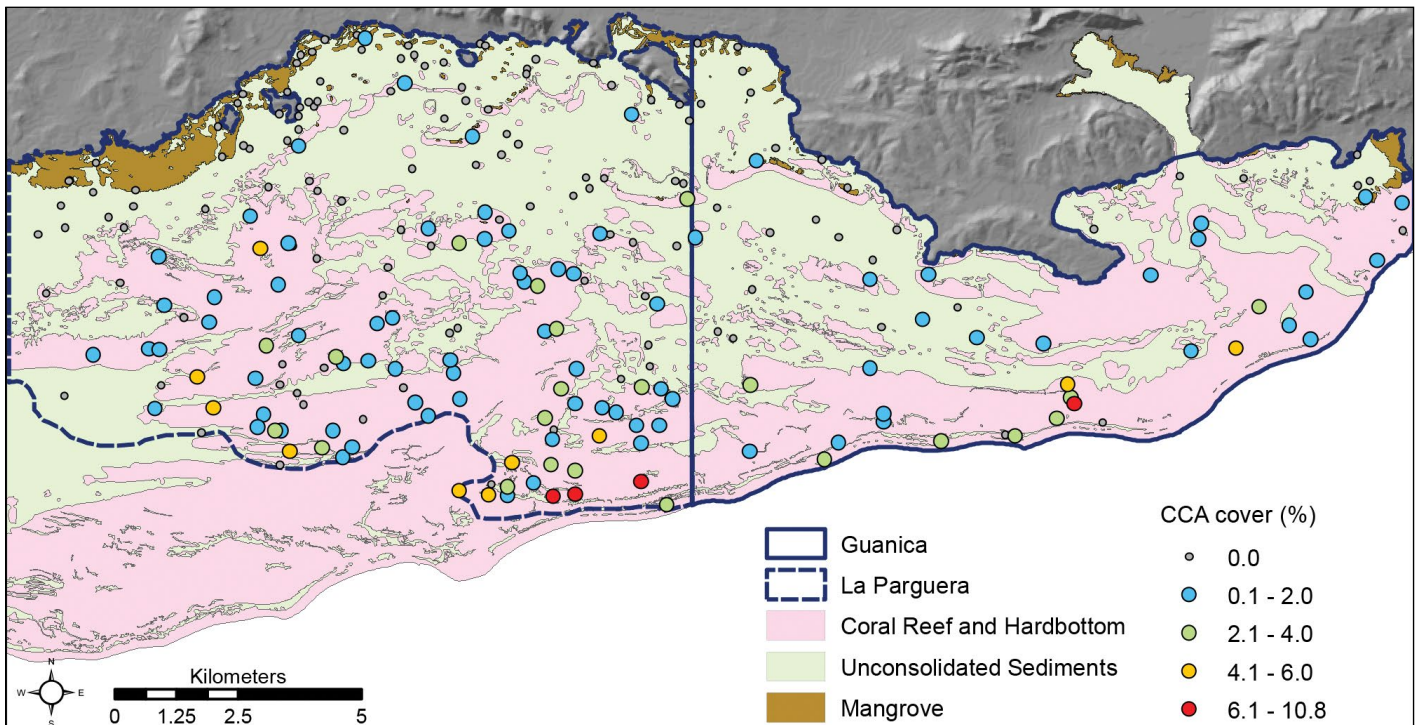 Guanica
La Parguera
Coral Reef and Hardbottom
Unconsolidated Sediments
Mangrove
CCA cover (%)
0.0
0.1 - 2.0
2.1 - 4.0
4.1 - 6.0
6.1 - 10.8
N
W E
S
Kilometers
0 1.25 2.5 5